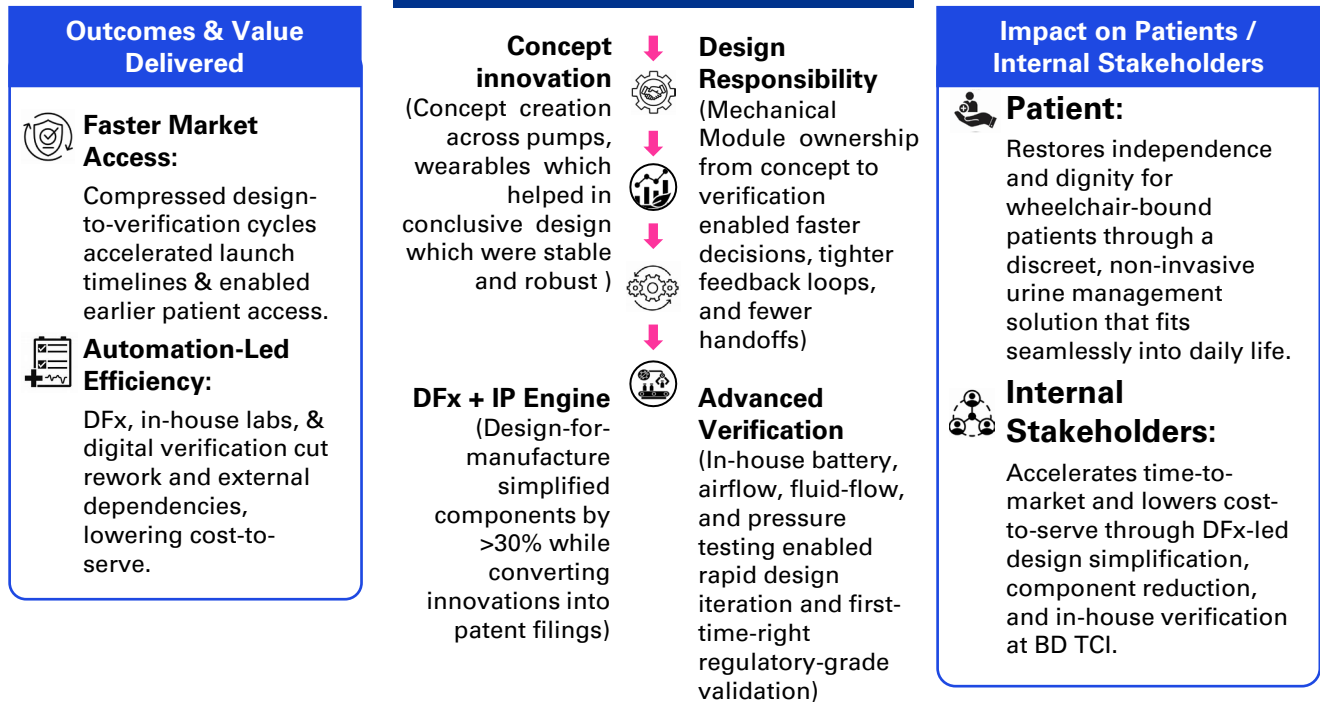 Outcomes & Value
Delivered
Faster Market
Access:
Compressed design-
to-verification cycles
accelerated launch
timelines & enabled
earlier patient access.
Automation-Led
Efficiency:
DFx, in-house labs, &
digital verification cut
rework and external
dependencies,
lowering cost-to-
serve.
Concept
innovation
(Concept creation
across pumps,
wearables which
helped in
conclusive design
which were stable
and robust )
Design
Responsibility
(Mechanical
Module ownership
from concept to
verification
enabled faster
decisions, tighter
feedback loops,
and fewer
handoffs)
DFx + IP Engine
(Design-for-
manufacture
simplified
components by
>30% while
converting
innovations into
patent filings)
Advanced
Verification
(In-house battery,
airflow, fluid-flow,
and pressure
testing enabled
rapid design
iteration and first-
time-right
regulatory-grade
validation)
Impact on Patients /
Internal Stakeholders
Patient:
Restores independence
and dignity for
wheelchair-bound
patients through a
discreet, non-invasive
urine management
solution that fits
seamlessly into daily life.
Internal
Stakeholders:
Accelerates time-to-
market and lowers cost-
to-serve through DFx-led
design simplification,
component reduction,
and in-house verification
at BD TCI.